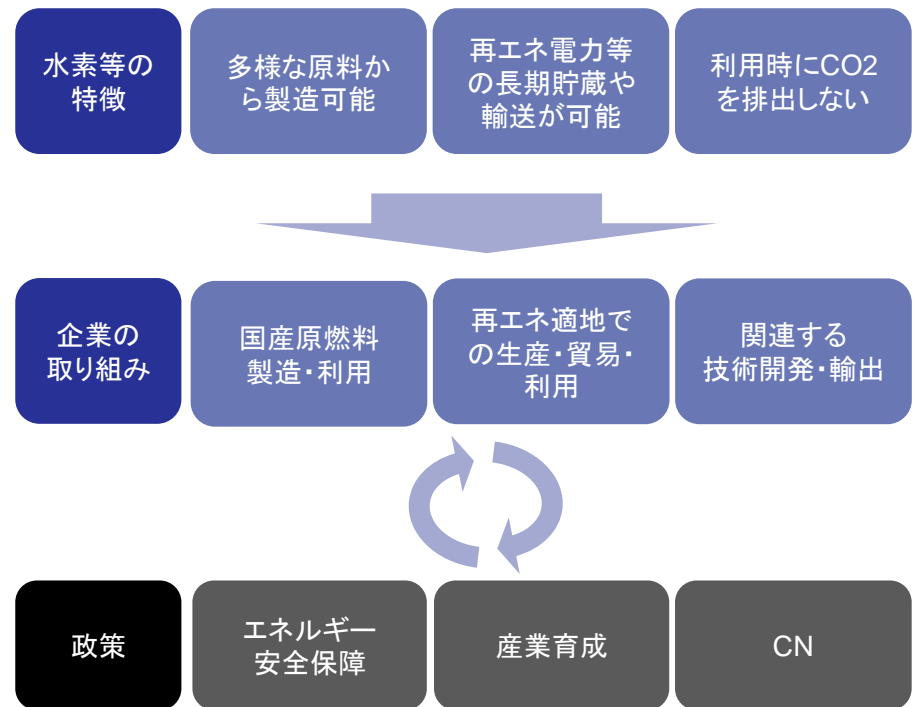 水素等の
特徴
多様な原料か
ら製造可能
再エネ電力等
の長期貯蔵や
輸送が可能
利用時にCO2
を排出しない
企業の
取り組み
国産原燃料
製造・利用
再エネ適地で
の生産・貿易・
利用
関連する
技術開発・輸出
政策
エネルギー
安全保障
産業育成
CN